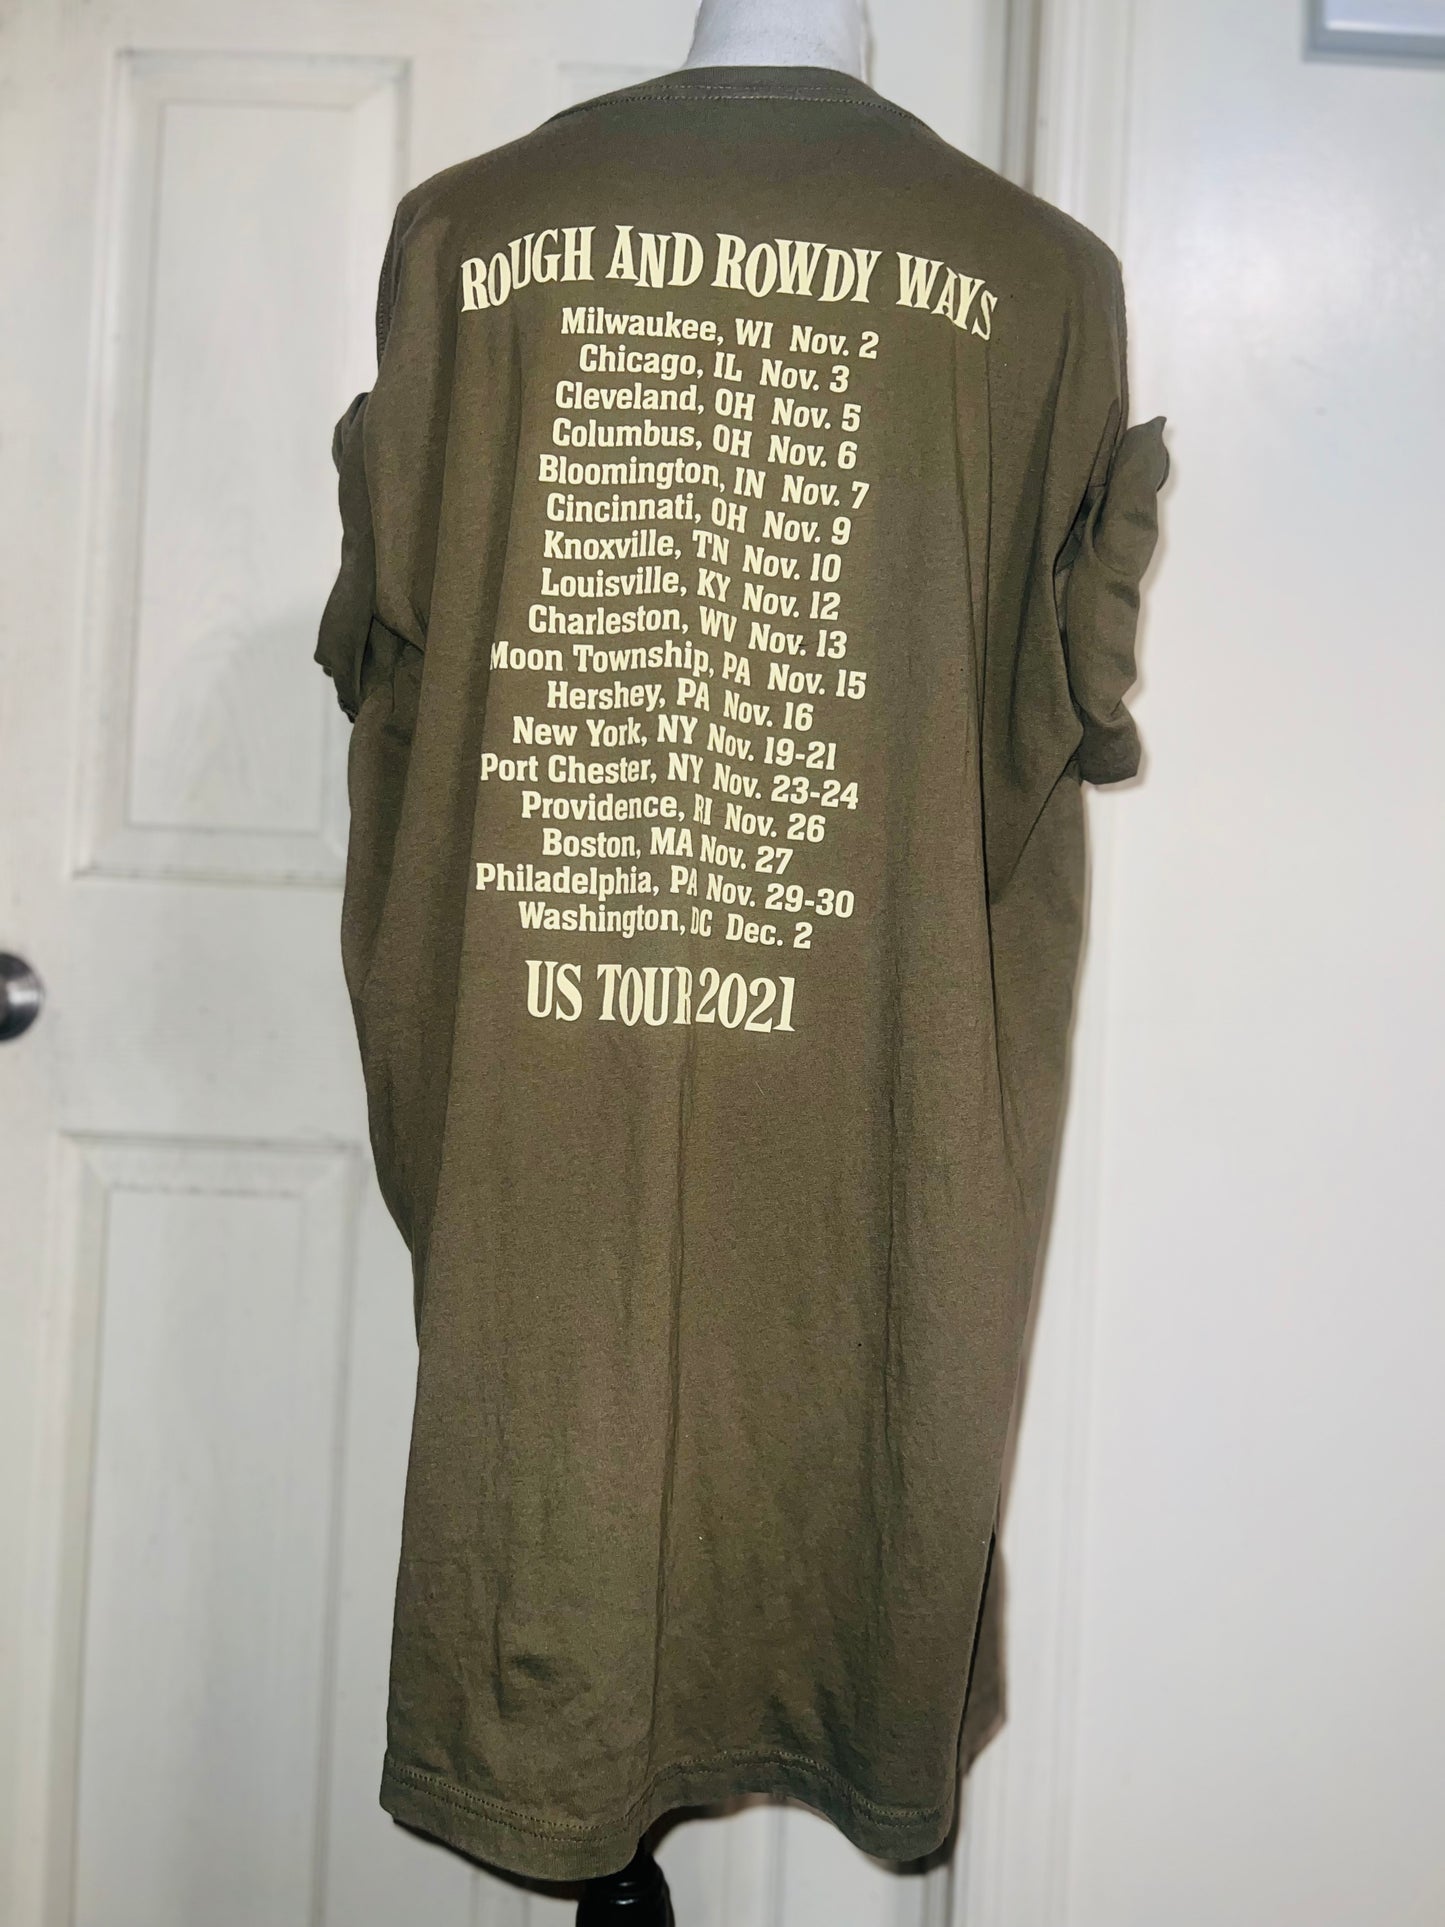 ROUGH AND ROWDY WAYS
Milwaukee, WI Nov. 2
Chicago, IL Nov. 3
Cleveland, OH Nov. 5
Columbus, OH Nov. 6
Bloomington, IN Nov. 7
Cincinnati, OH Nov. 9
Knoxville, TN Nov. 10
Louisville, KY Nov. 12
Charleston, WV Nov. 13
Moon Township, PA Nov. 15
Hershey, PA Nov. 16
New York, NY Nov. 19-21
Port Chester, NY Nov. 23-24
Providence, RI Nov. 26
Boston, MA Nov. 27
Philadelphia, PA Nov. 29-30
Washington, DC Dec. 2
US TOUR 2021